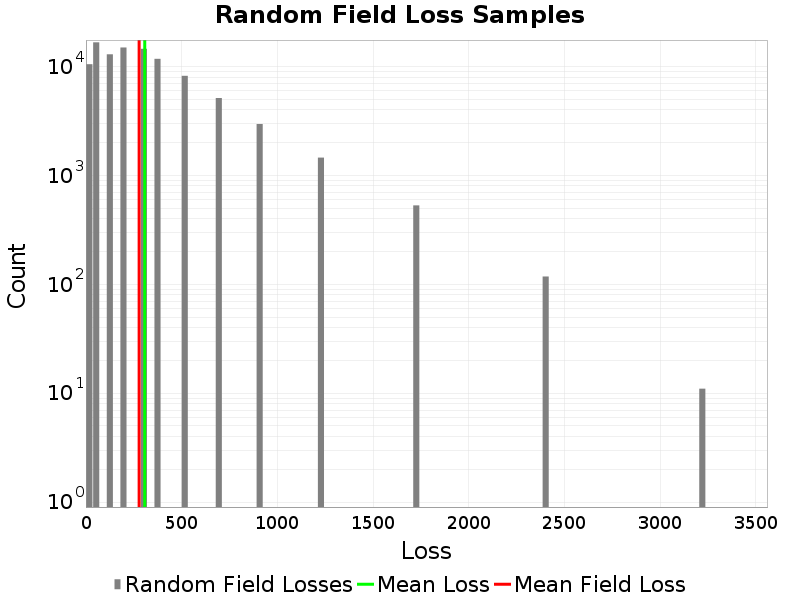 Random Field Loss Samples
Count
10^4
10^3
10^2
10^1
10^0
0 500 1000 1500 2000 2500 3000 3500
Loss
Random Field Losses Mean Loss Mean Field Loss